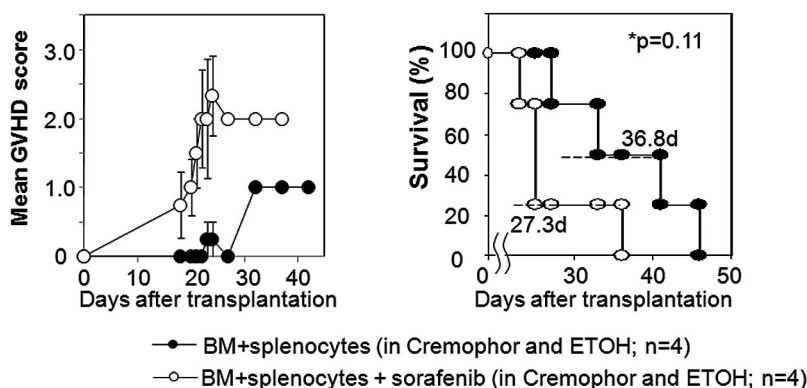 Mean GVHD score
3.0
2.0
1.0
0
0 10 20 30 40
Days after transplantation
Survival (%)
100
80
60
40
20
0
0 30 40 50
Days after transplantation
*p=0.11
36.8d
27.3d
BM+splenocytes (in Cremophor and ETOH; n=4)
BM+splenocytes + sorafenib (in Cremophor and ETOH; n=4)